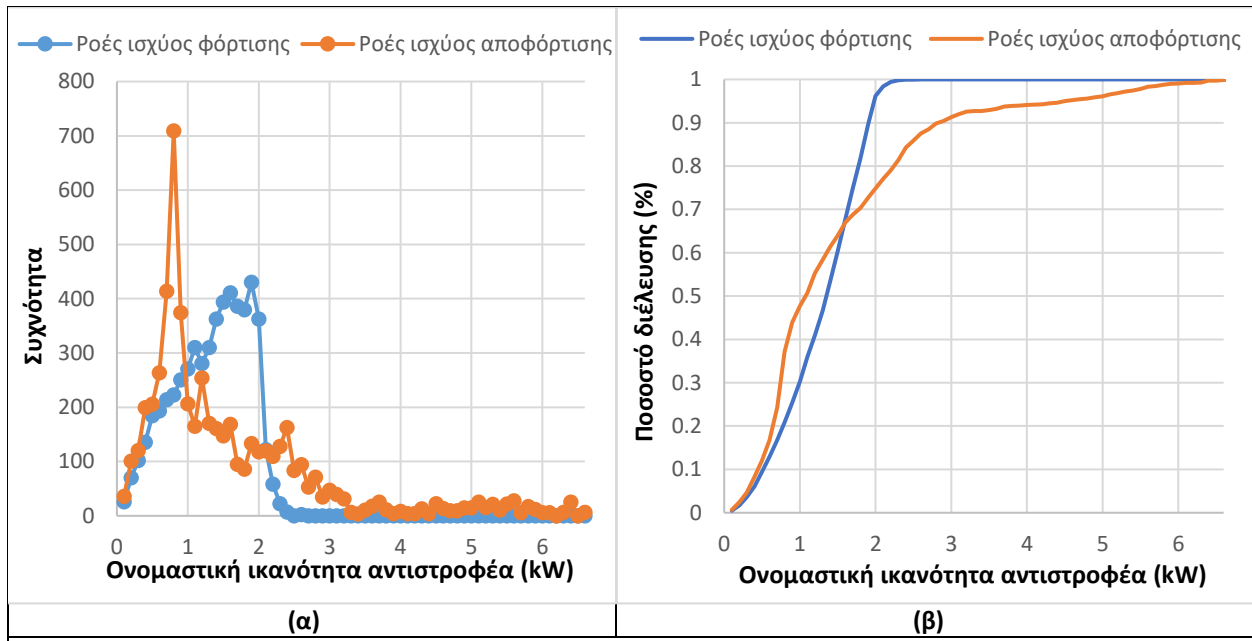 Ροές ισχύος φόρτισης
Ροές ισχύος αποφόρτισης
800
700
600
500
400
300
200
100
0
Συχνότητα
0 1 2 3 4 5 6
Ονομαστική ικανότητα αντιστροφέα (kW)
(α)
Ροές ισχύος φόρτισης
Ροές ισχύος αποφόρτισης
1
0.9
0.8
0.7
0.6
0.5
0.4
0.3
0.2
0.1
0
Ποσοστό διέλευσης (%)
0 1 2 3 4 5 6
Ονομαστική ικανότητα αντιστροφέα (kW)
(β)